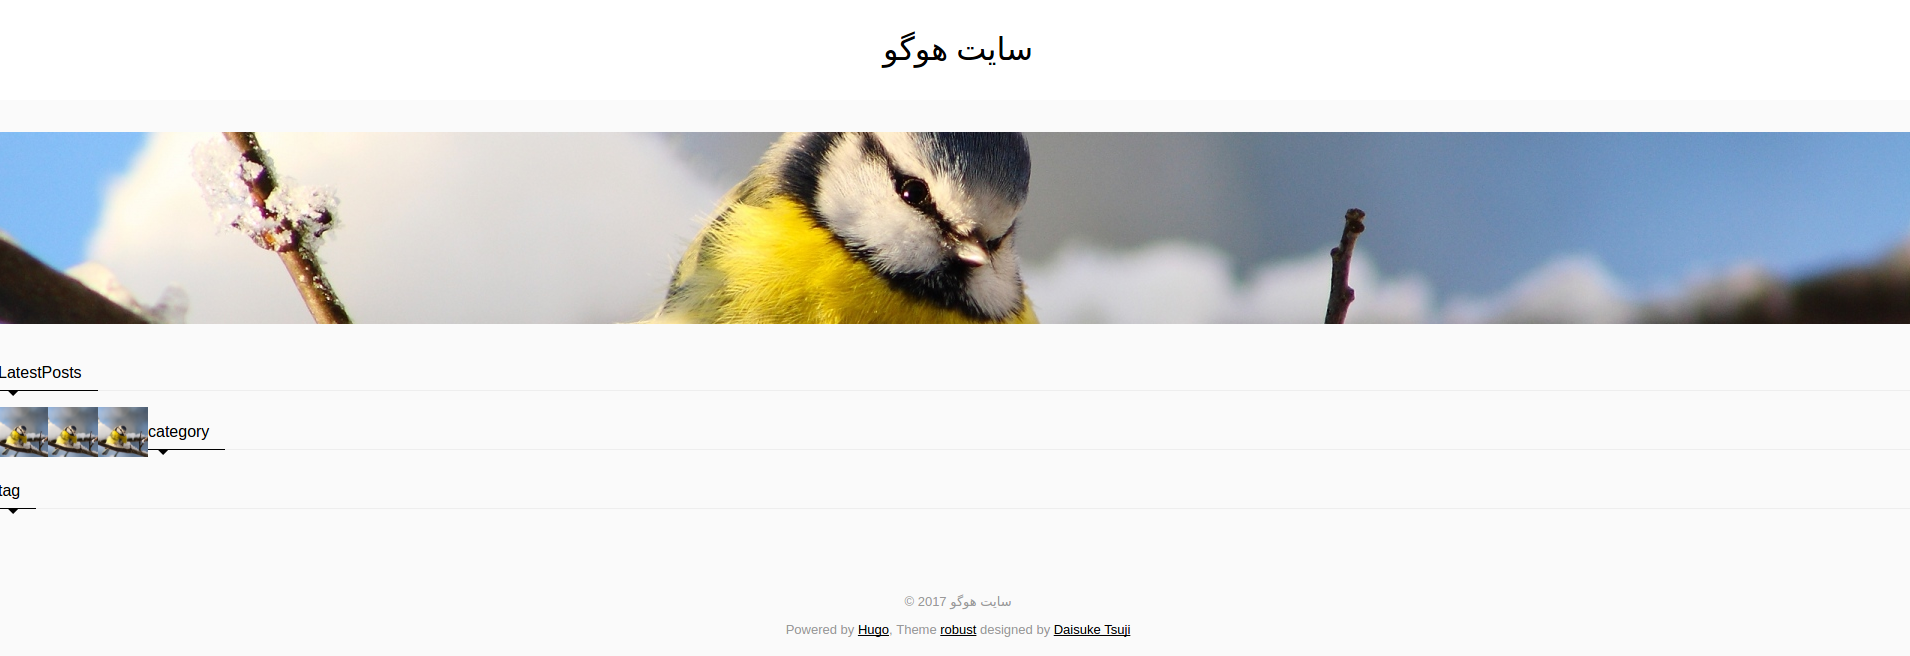 سایت هوگو
LatestPosts
category
tag
© 2017 سایت هوگو
Powered by Hugo, Theme robust designed by Daisuke Tsuji